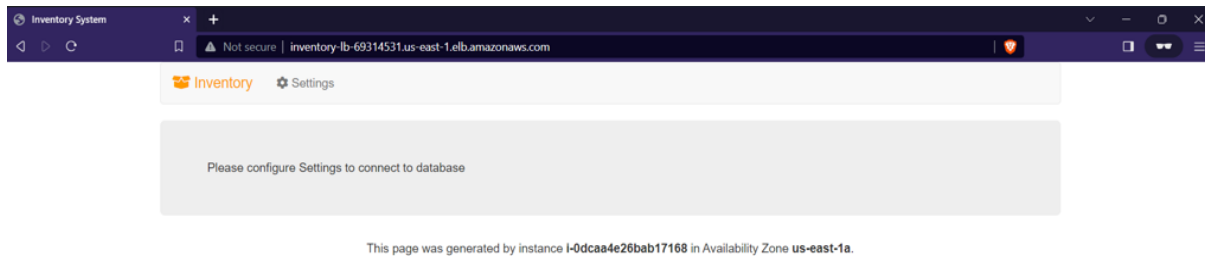 Inventory System
Not secure | inventory-lb-69314531.us-east-1.elb.amazonaws.com
Inventory Settings
Please configure Settings to connect to database
This page was generated by instance i-0dcaa4e26bab17168 in Availability Zone us-east-1a.